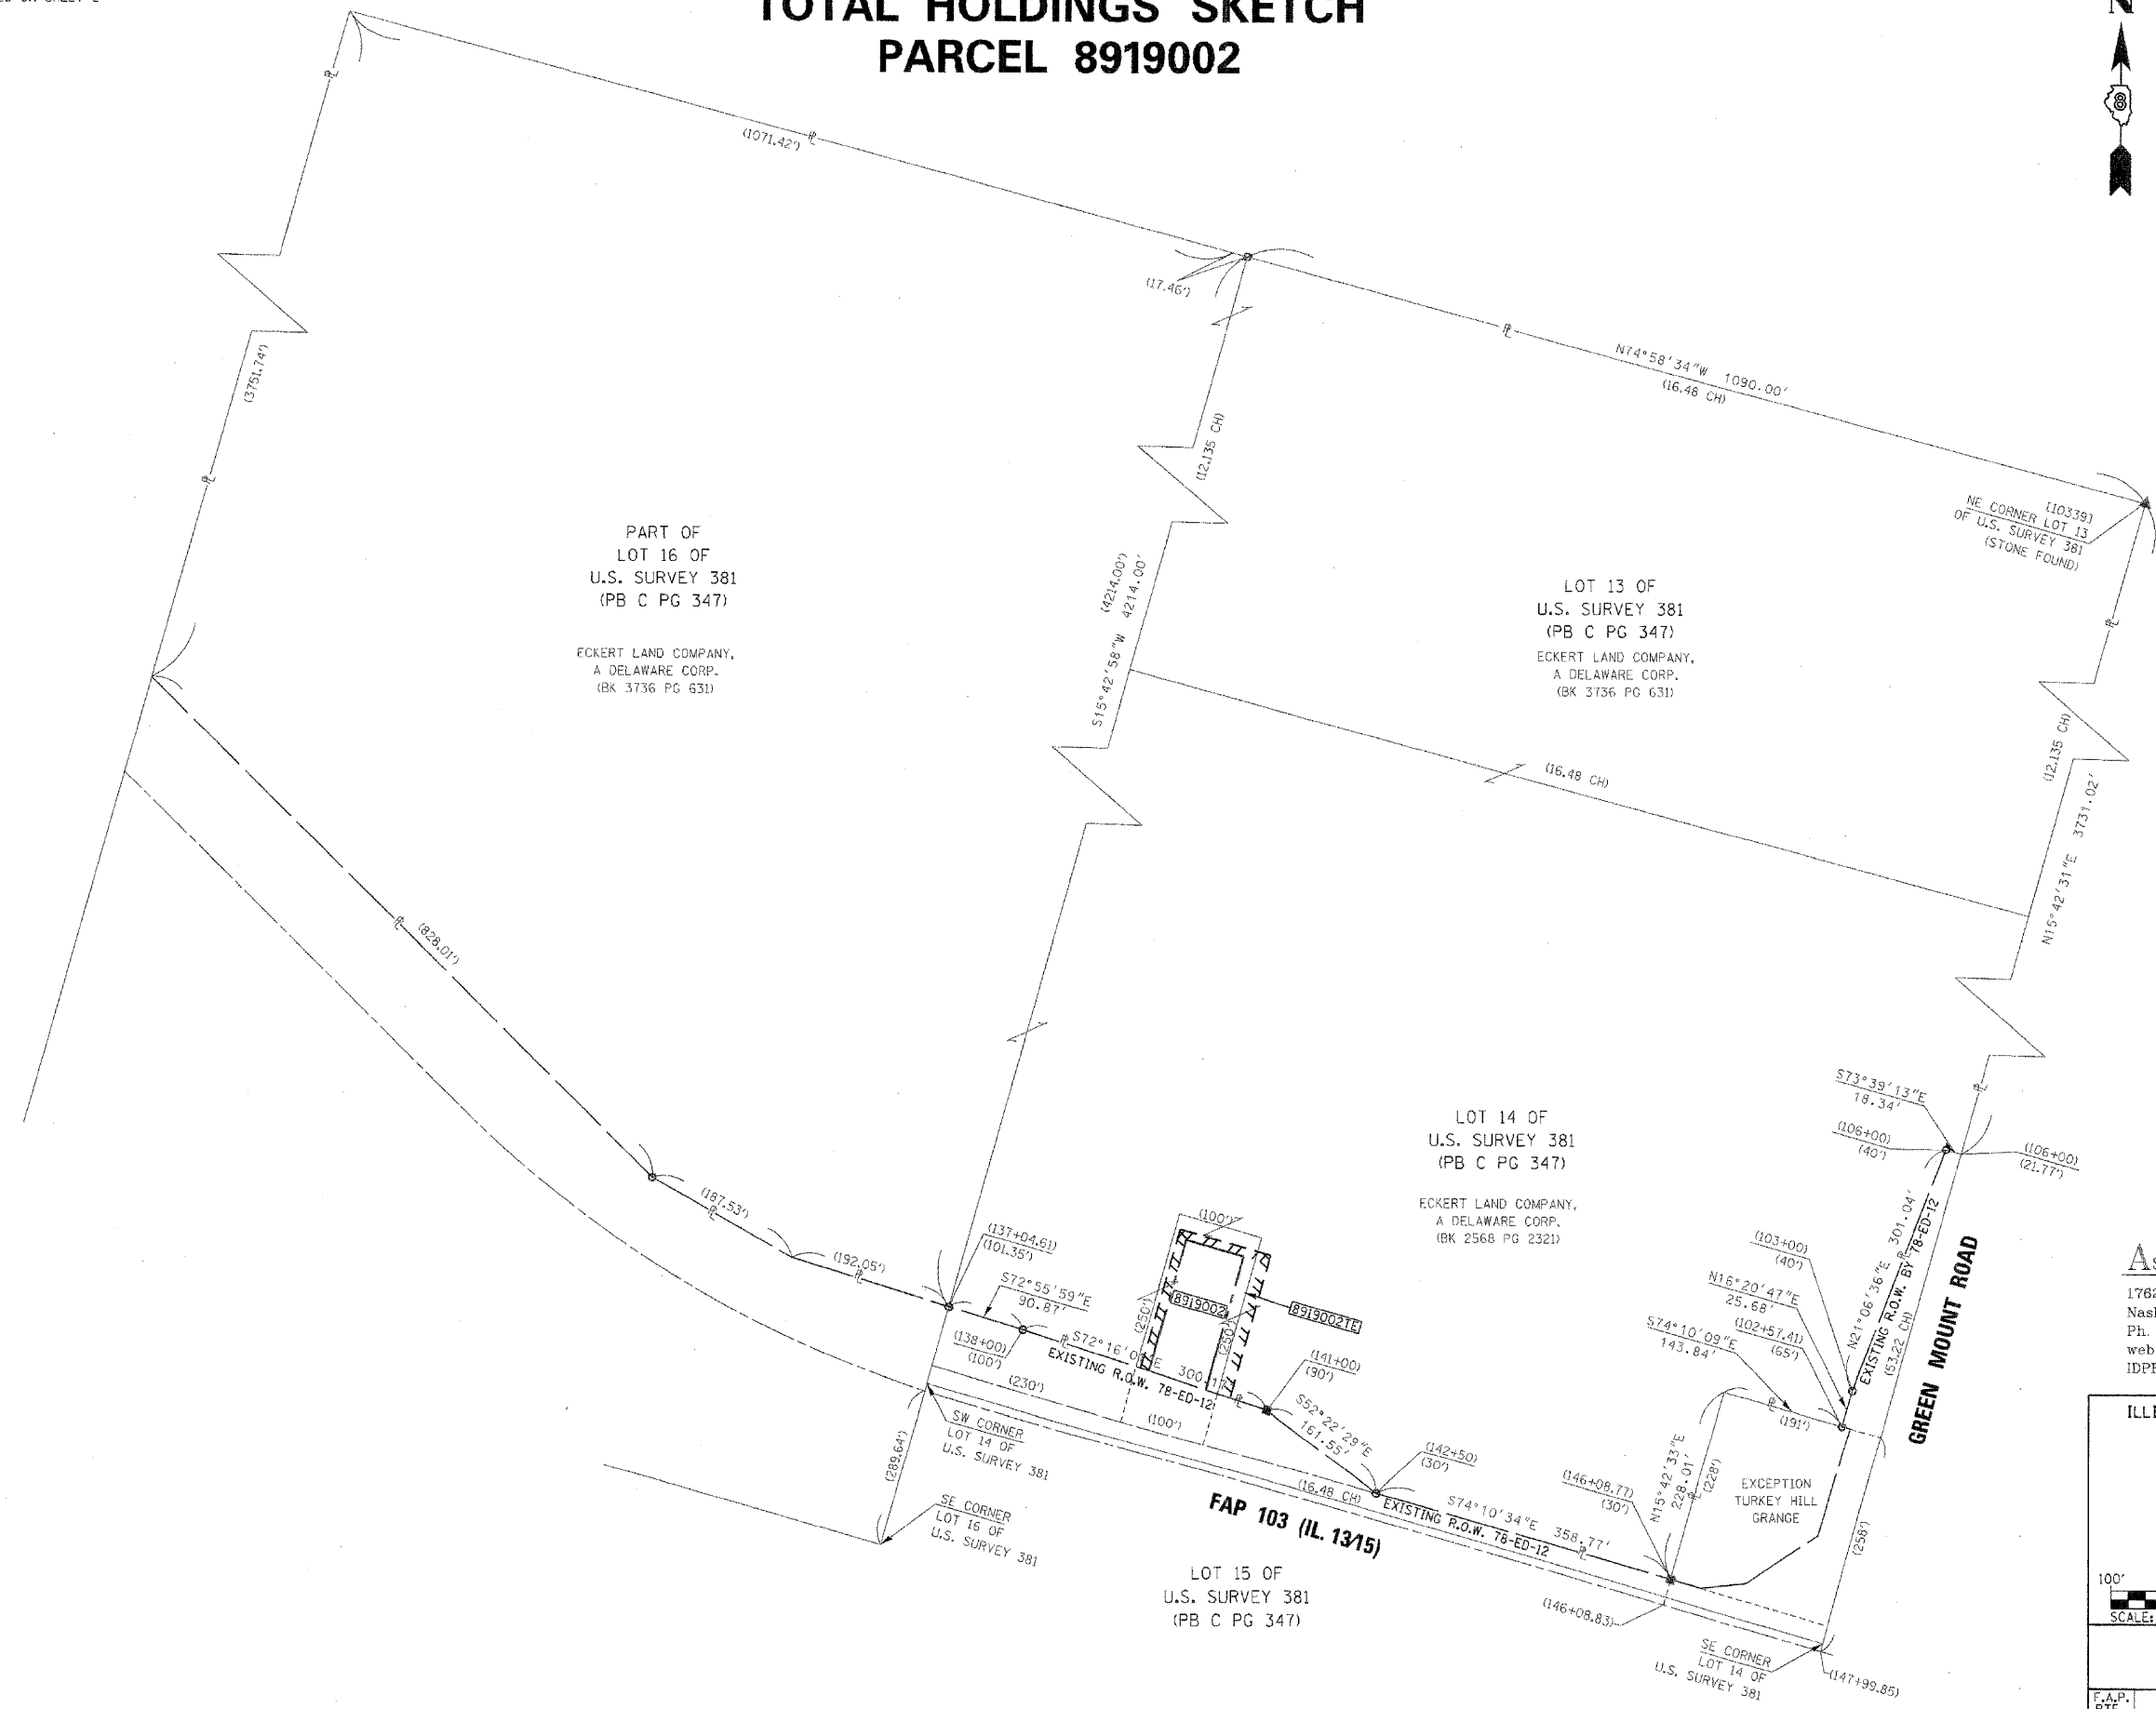 TOTAL HOLDINGS SKETCH
PARCEL 8919002
N
8
(1071.42')
(17.46')
N74°58'34"W 1090.00'
(16.48 CH)
(3751.74')
(12.135 CH)
[10339]
NE CORNER LOT 13
OF U.S. SURVEY 381
(STONE FOUND)
PART OF
LOT 16 OF
U.S. SURVEY 381
(PB C PG 347)
ECKERT LAND COMPANY,
A DELAWARE CORP.
(BK 3736 PG 631)
(4214.00')
S15°42'58"W 4214.00'
LOT 13 OF
U.S. SURVEY 381
(PB C PG 347)
ECKERT LAND COMPANY,
A DELAWARE CORP.
(BK 3736 PG 631)
(12.135 CH)
(16.48 CH)
N15°42'31"E 3731.02'
(828.01')
S73°39'13"E
18.34'
(106+00)
(40')
(106+00)
(21.77')
LOT 14 OF
U.S. SURVEY 381
(PB C PG 347)
ECKERT LAND COMPANY,
A DELAWARE CORP.
(BK 2568 PG 2321)
(187.53')
(192.05')
(137+04.61)
(101.35')
S72°55'59"E
90.87'
(138+00)
(100')
(100')
(250')
8919002
(250')
8919002TE
S72°16'0
E 300.17'
EXISTING R.O.W. 78-ED-12
(141+00)
(90')
S52°22'29"E
161.55'
(142+50)
(30')
(103+00)
(40')
N16°20'47"E
25.68'
(102+57.41)
(65')
S74°10'09"E
143.84'
N21°06'36"E 301.04'
EXISTING R.O.W. BY 78-ED-12
(53.22 CH)
GREEN MOUNT ROAD
(191')
(230')
(100')
SW CORNER
LOT 14 OF
U.S. SURVEY 381
(289.64')
SE CORNER
LOT 16 OF
U.S. SURVEY 381
(16.48 CH)
FAP 103 (IL. 13/15)
S74°10'34"E 358.77'
EXISTING R.O.W. 78-ED-12
(146+08.77)
(30')
N15°42'33"E
228.01'
(228')
EXCEPTION
TURKEY HILL
GRANGE
(258')
LOT 15 OF
U.S. SURVEY 381
(PB C PG 347)
(146+08.83)
SE CORNER
LOT 14 OF
U.S. SURVEY 381
(147+99.85)
Nas
Ph.
web
IDPF
100'
SCALE:
F.A.P.
RTE